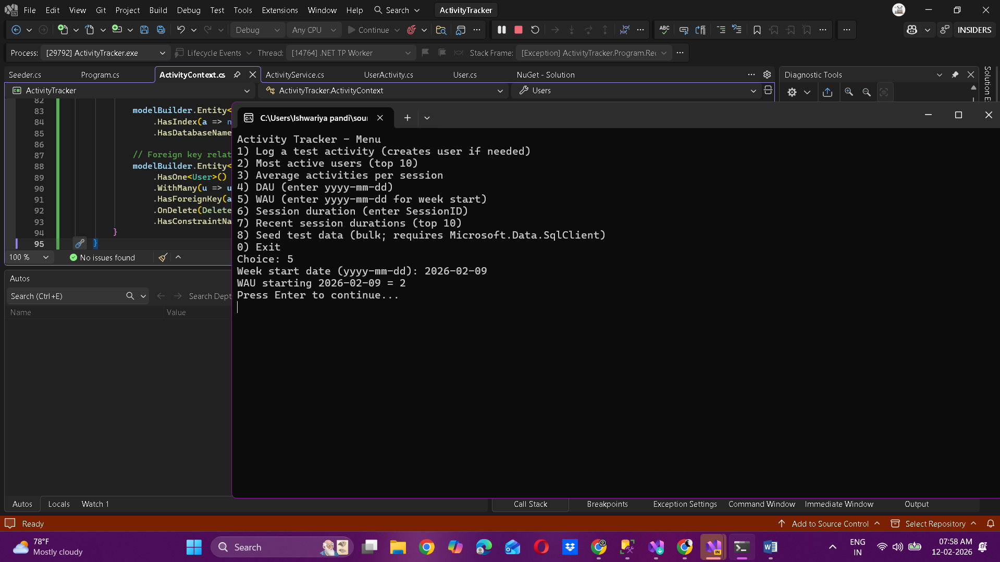 File Edit View Git Project Build Debug Test Tools Extensions Window Help Search ActivityTracker
Debug Any CPU Continue ABC INSIDERS
Process: [29792] ActivityTracker.exe Lifecycle Events Thread: [14764] .NET TP Worker Stack Frame: [Exception] ActivityTracker.Program.Rec
Seeder.cs Program.cs ActivityContext.cs ActivityService.cs UserActivity.cs User.cs NuGet - Solution Diagnostic Tools
Solution E
ActivityTracker ActivityTracker.ActivityContext Users
82
83 modelBuilder.Entity<
84 .HasIndex(a => n
85 .HasDatabaseName
86
87 // Foreign key relat
88 modelBuilder.Entity<
89 .HasOne<User>()
90 .WithMany(u => u
91 .HasForeignKey(a
92 .OnDelete(Delete
93 .HasConstraintNa
94 }
95 }
100 % No issues found
C:\Users\Ishwariya pandi\sour
Activity Tracker - Menu
1) Log a test activity (creates user if needed)
2) Most active users (top 10)
3) Average activities per session
4) DAU (enter yyyy-mm-dd)
5) WAU (enter yyyy-mm-dd for week start)
6) Session duration (enter SessionID)
7) Recent session durations (top 10)
8) Seed test data (bulk; requires Microsoft.Data.SqlClient)
0) Exit
Choice: 5
Week start date (yyyy-mm-dd): 2026-02-09
WAU starting 2026-02-09 = 2
Press Enter to continue...
Autos
Search (Ctrl+E) Search Dept
Name Value
Autos Locals Watch 1 Call Stack Breakpoints Exception Settings Command Window Immediate Window Output
Ready Add to Source Control Select Repository
78°F
Mostly cloudy
Search
ENG
IN
07:58 AM
12-02-2026